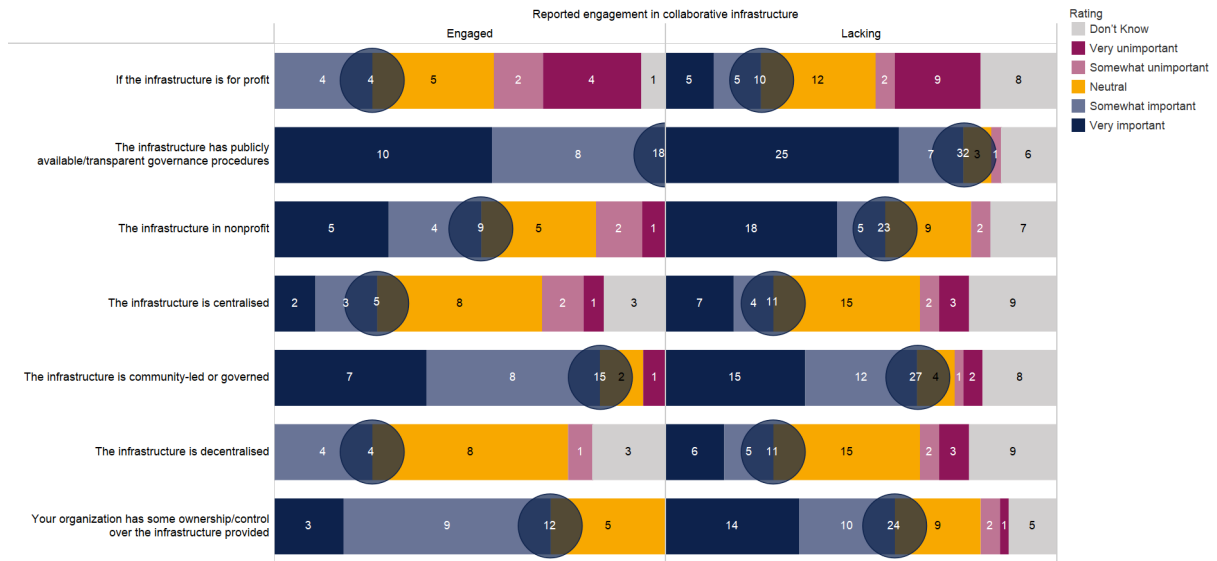 Reported engagement in collaborative infrastructure
Engaged
Lacking
Rating
Don't Know
Very unimportant
Somewhat unimportant
Neutral
Somewhat important
Very important
If the infrastructure is for profit
4 4 5 2 4 1
5 5 10 12 2 9 8
The infrastructure has publicly
available/transparent governance procedures
10 8 18
25 7 32 3 1 6
The infrastructure in nonprofit
5 4 9 5 2 1
18 5 23 9 2 7
The infrastructure is centralised
2 3 5 8 2 1 3
7 4 11 15 2 3 9
The infrastructure is community-led or governed
7 8 15 2 1
15 12 27 4 1 2 8
The infrastructure is decentralised
4 4 8 1 3
6 5 11 15 2 3 9
Your organization has some ownership/control
over the infrastructure provided
3 9 12 5
14 10 24 9 2 1 5